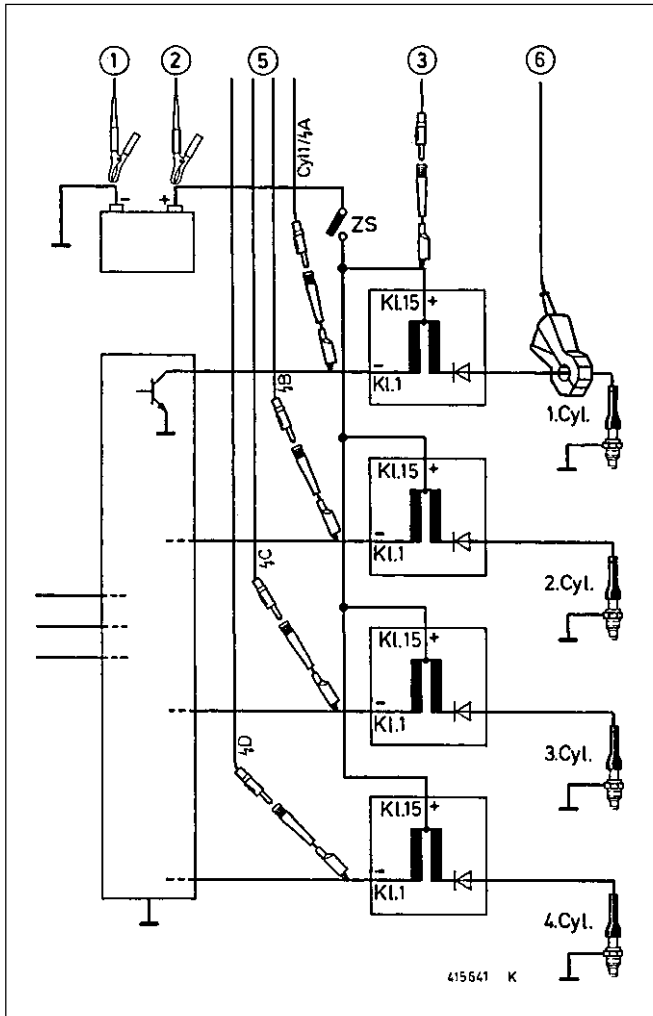 1 2 5 3 6
Cyl1/4A
- +
ZS
Kl.15 +
-
Kl.1
1.Cyl.
4B
Kl.15 +
-
Kl.1
2.Cyl.
4C
Kl.15 +
-
Kl.1
3.Cyl.
4D
Kl.15 +
-
Kl.1
4.Cyl.
415641 K